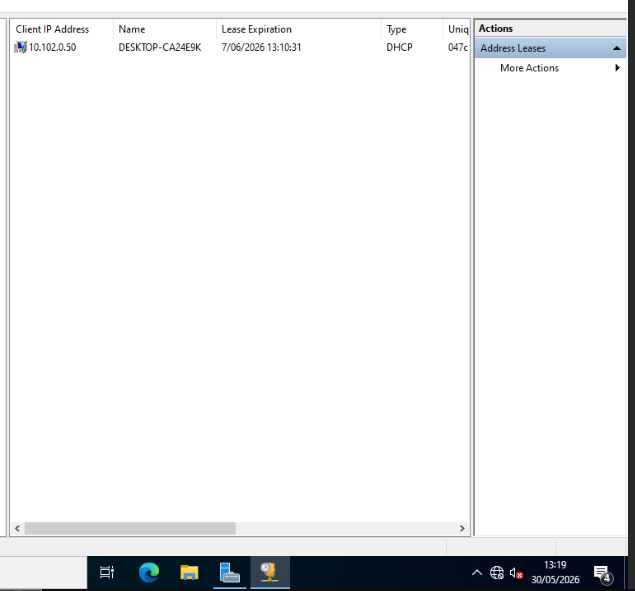 Client IP Address Name Lease Expiration Type Uniq
10.102.0.50 DESKTOP-CA24E9K 7/06/2026 13:10:31 DHCP 047c
Actions
Address Leases
More Actions
13:19
30/05/2026
4